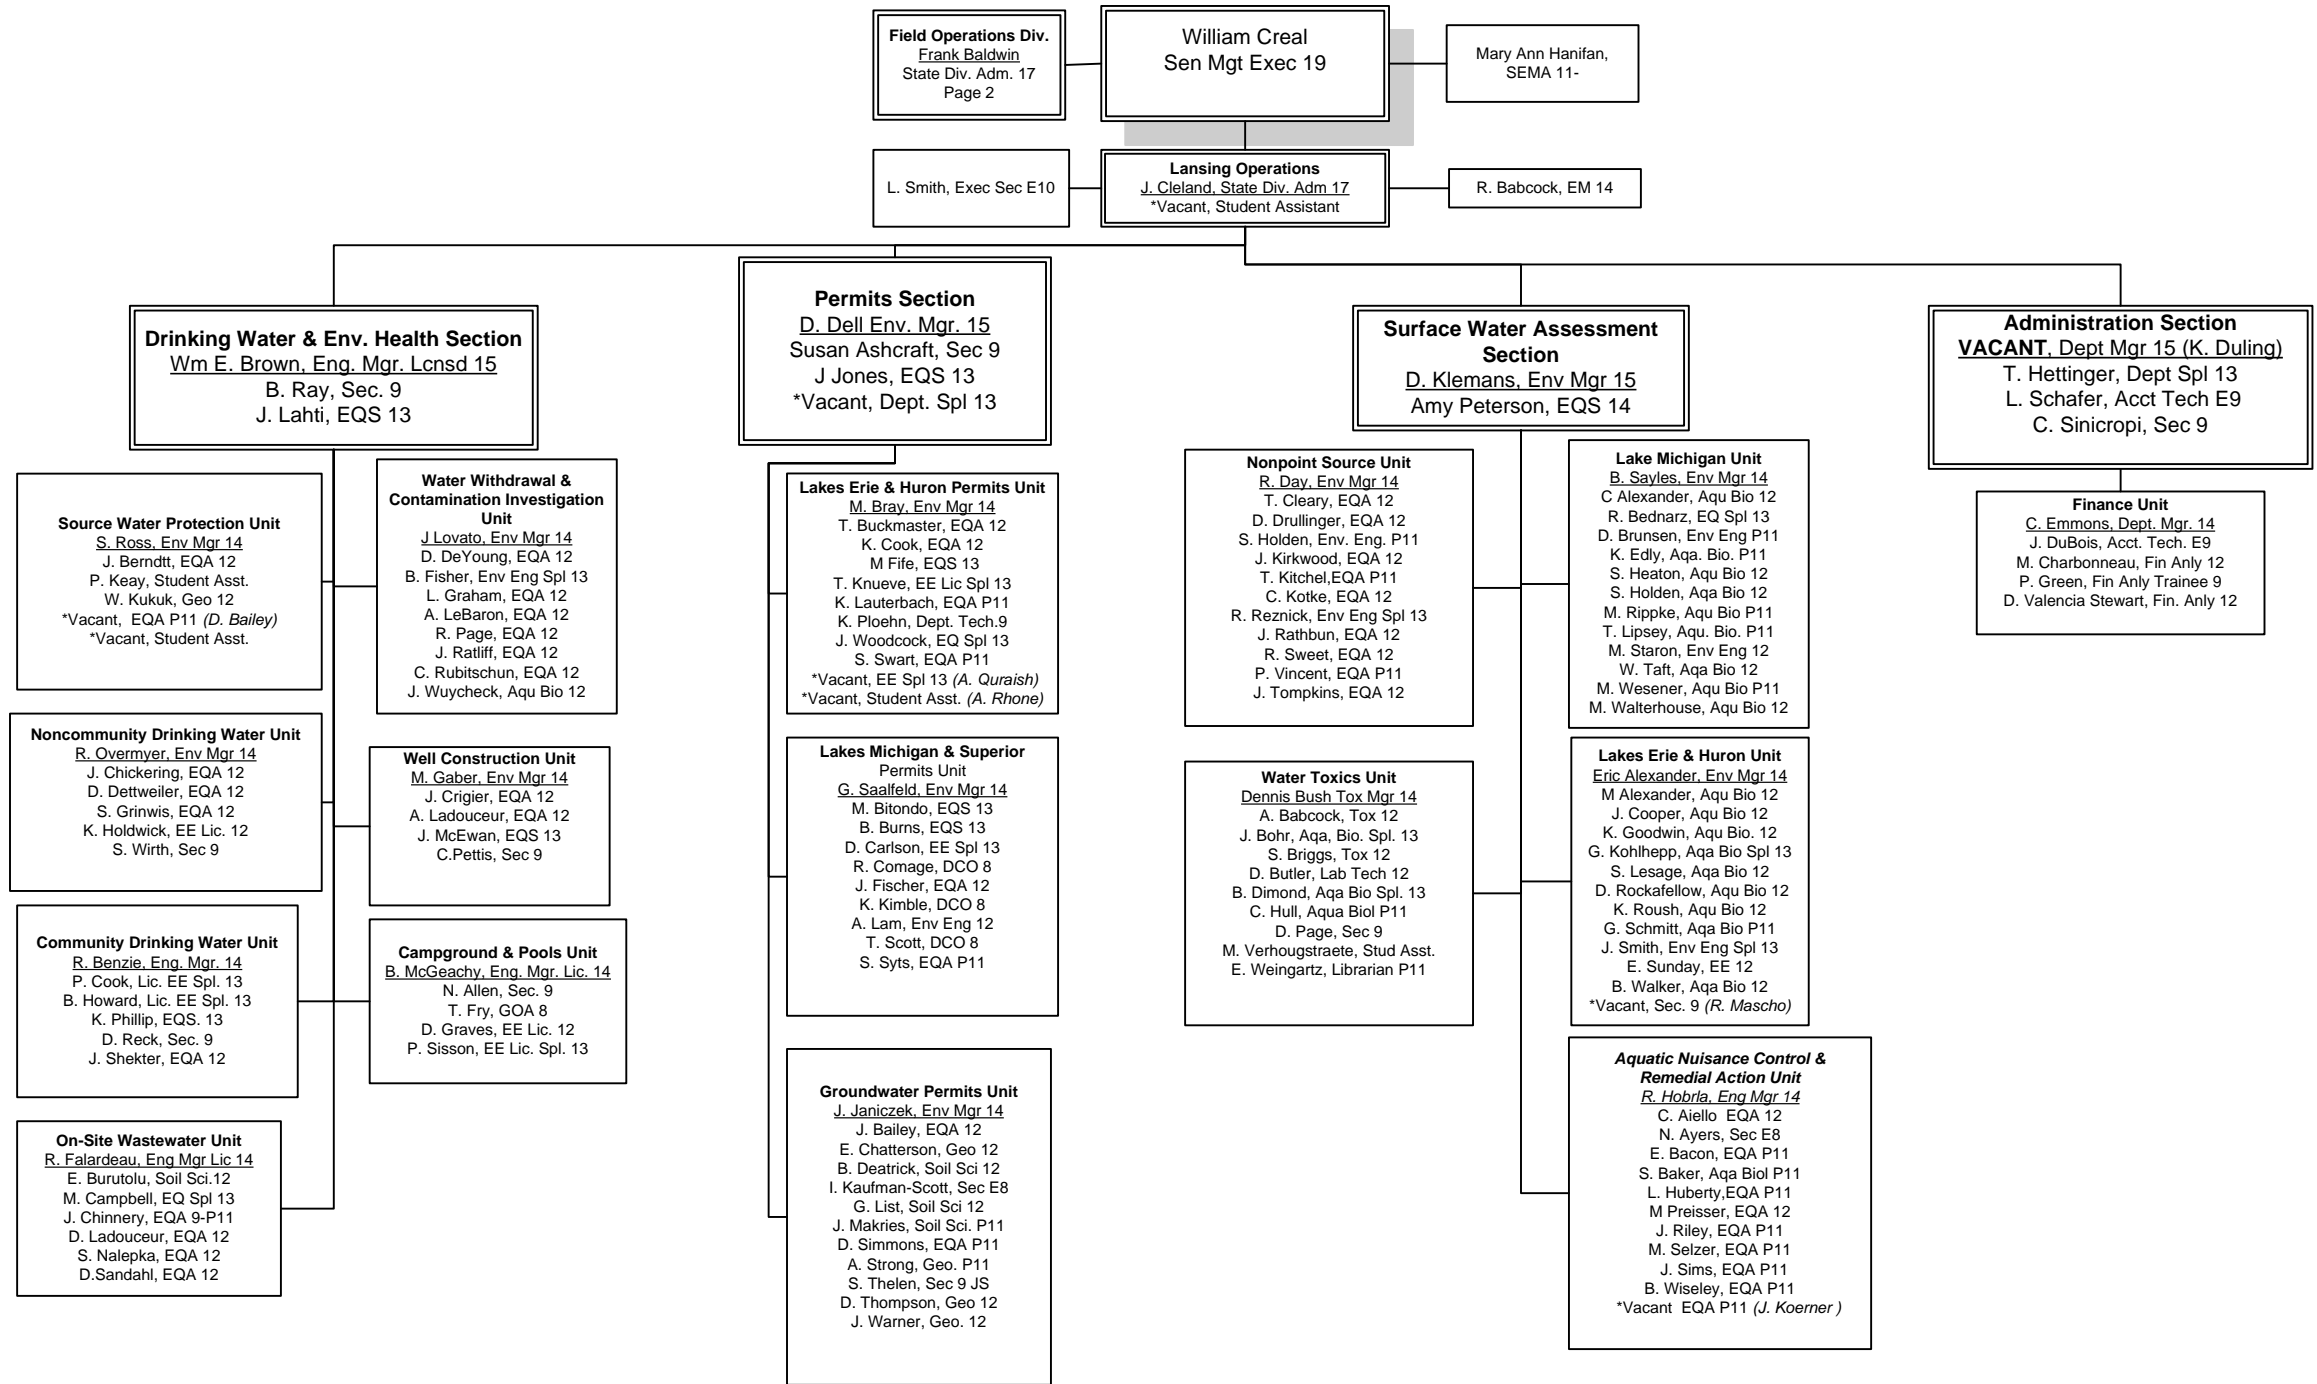 Field Operations Div.
Frank Baldwin
State Div. Adm. 17
Page 2
William Creal
Sen Mgt Exec 19
Mary Ann Hanifan,
SEMA 11-
L. Smith, Exec Sec E10
Lansing Operations
J. Cleland, State Div. Adm 17
*Vacant, Student Assistant
R. Babcock, EM 14
Drinking Water & Env. Health Section
Wm E. Brown, Eng. Mgr. Lcnsd 15
B. Ray, Sec. 9
J. Lahti, EQS 13
Permits Section
D. Dell Env. Mgr. 15
Susan Ashcraft, Sec 9
J Jones, EQS 13
*Vacant, Dept. Spl 13
Surface Water Assessment
Section
D. Klemans, Env Mgr 15
Amy Peterson, EQS 14
Administration Section
VACANT, Dept Mgr 15 (K. Duling)
T. Hettinger, Dept Spl 13
L. Schafer, Acct Tech E9
C. Sinicropi, Sec 9
Source Water Protection Unit
S. Ross, Env Mgr 14
J. Berndtt, EQA 12
P. Keay, Student Asst.
W. Kukuk, Geo 12
*Vacant, EQA P11 (D. Bailey)
*Vacant, Student Asst.
Water Withdrawal &
Contamination Investigation
Unit
J Lovato, Env Mgr 14
D. DeYoung, EQA 12
B. Fisher, Env Eng Spl 13
L. Graham, EQA 12
A. LeBaron, EQA 12
R. Page, EQA 12
J. Ratliff, EQA 12
C. Rubitschun, EQA 12
J. Wuycheck, Aqu Bio 12
Noncommunity Drinking Water Unit
R. Overmyer, Env Mgr 14
J. Chickering, EQA 12
D. Dettweiler, EQA 12
S. Grinwis, EQA 12
K. Holdwick, EE Lic. 12
S. Wirth, Sec 9
Well Construction Unit
M. Gaber, Env Mgr 14
J. Crigier, EQA 12
A. Ladouceur, EQA 12
J. McEwan, EQS 13
C.Pettis, Sec 9
Community Drinking Water Unit
R. Benzie, Eng. Mgr. 14
P. Cook, Lic. EE Spl. 13
B. Howard, Lic. EE Spl. 13
K. Phillip, EQS. 13
D. Reck, Sec. 9
J. Shekter, EQA 12
Campground & Pools Unit
B. McGeachy, Eng. Mgr. Lic. 14
N. Allen, Sec. 9
T. Fry, GOA 8
D. Graves, EE Lic. 12
P. Sisson, EE Lic. Spl. 13
On-Site Wastewater Unit
R. Falardeau, Eng Mgr Lic 14
E. Burutolu, Soil Sci.12
M. Campbell, EQ Spl 13
J. Chinnery, EQA 9-P11
D. Ladouceur, EQA 12
S. Nalepka, EQA 12
D.Sandahl, EQA 12
Lakes Erie & Huron Permits Unit
M. Bray, Env Mgr 14
T. Buckmaster, EQA 12
K. Cook, EQA 12
M Fife, EQS 13
T. Knueve, EE Lic Spl 13
K. Lauterbach, EQA P11
K. Ploehn, Dept. Tech.9
J. Woodcock, EQ Spl 13
S. Swart, EQA P11
*Vacant, EE Spl 13 (A. Quraish)
*Vacant, Student Asst. (A. Rhone)
Lakes Michigan & Superior
Permits Unit
G. Saalfeld, Env Mgr 14
M. Bitondo, EQS 13
B. Burns, EQS 13
D. Carlson, EE Spl 13
R. Comage, DCO 8
J. Fischer, EQA 12
K. Kimble, DCO 8
A. Lam, Env Eng 12
T. Scott, DCO 8
S. Syts, EQA P11
Groundwater Permits Unit
J. Janiczek, Env Mgr 14
J. Bailey, EQA 12
E. Chatterson, Geo 12
B. Deatrick, Soil Sci 12
I. Kaufman-Scott, Sec E8
G. List, Soil Sci 12
J. Makries, Soil Sci. P11
D. Simmons, EQA P11
A. Strong, Geo. P11
S. Thelen, Sec 9 JS
D. Thompson, Geo 12
J. Warner, Geo. 12
Nonpoint Source Unit
R. Day, Env Mgr 14
T. Cleary, EQA 12
D. Drullinger, EQA 12
S. Holden, Env. Eng. P11
J. Kirkwood, EQA 12
T. Kitchel,EQA P11
C. Kotke, EQA 12
R. Reznick, Env Eng Spl 13
J. Rathbun, EQA 12
R. Sweet, EQA 12
P. Vincent, EQA P11
J. Tompkins, EQA 12
Water Toxics Unit
Dennis Bush Tox Mgr 14
A. Babcock, Tox 12
J. Bohr, Aqa, Bio. Spl. 13
S. Briggs, Tox 12
D. Butler, Lab Tech 12
B. Dimond, Aqa Bio Spl. 13
C. Hull, Aqua Biol P11
D. Page, Sec 9
M. Verhougstraete, Stud Asst.
E. Weingartz, Librarian P11
Lake Michigan Unit
B. Sayles, Env Mgr 14
C Alexander, Aqu Bio 12
R. Bednarz, EQ Spl 13
D. Brunsen, Env Eng P11
K. Edly, Aqa. Bio. P11
S. Heaton, Aqu Bio 12
S. Holden, Aqa Bio 12
M. Rippke, Aqu Bio P11
T. Lipsey, Aqu. Bio. P11
M. Staron, Env Eng 12
W. Taft, Aqa Bio 12
M. Wesener, Aqu Bio P11
M. Walterhouse, Aqu Bio 12
Lakes Erie & Huron Unit
Eric Alexander, Env Mgr 14
M Alexander, Aqu Bio 12
J. Cooper, Aqu Bio 12
K. Goodwin, Aqu Bio. 12
G. Kohlhepp, Aqa Bio Spl 13
S. Lesage, Aqa Bio 12
D. Rockafellow, Aqu Bio 12
K. Roush, Aqu Bio 12
G. Schmitt, Aqa Bio P11
J. Smith, Env Eng Spl 13
E. Sunday, EE 12
B. Walker, Aqa Bio 12
*Vacant, Sec. 9 (R. Mascho)
Aquatic Nuisance Control &
Remedial Action Unit
R. Hobrla, Eng Mgr 14
C. Aiello EQA 12
N. Ayers, Sec E8
E. Bacon, EQA P11
S. Baker, Aqa Biol P11
L. Huberty,EQA P11
M Preisser, EQA 12
J. Riley, EQA P11
M. Selzer, EQA P11
J. Sims, EQA P11
B. Wiseley, EQA P11
*Vacant EQA P11 (J. Koerner )
Finance Unit
C. Emmons, Dept. Mgr. 14
J. DuBois, Acct. Tech. E9
M. Charbonneau, Fin Anly 12
P. Green, Fin Anly Trainee 9
D. Valencia Stewart, Fin. Anly 12